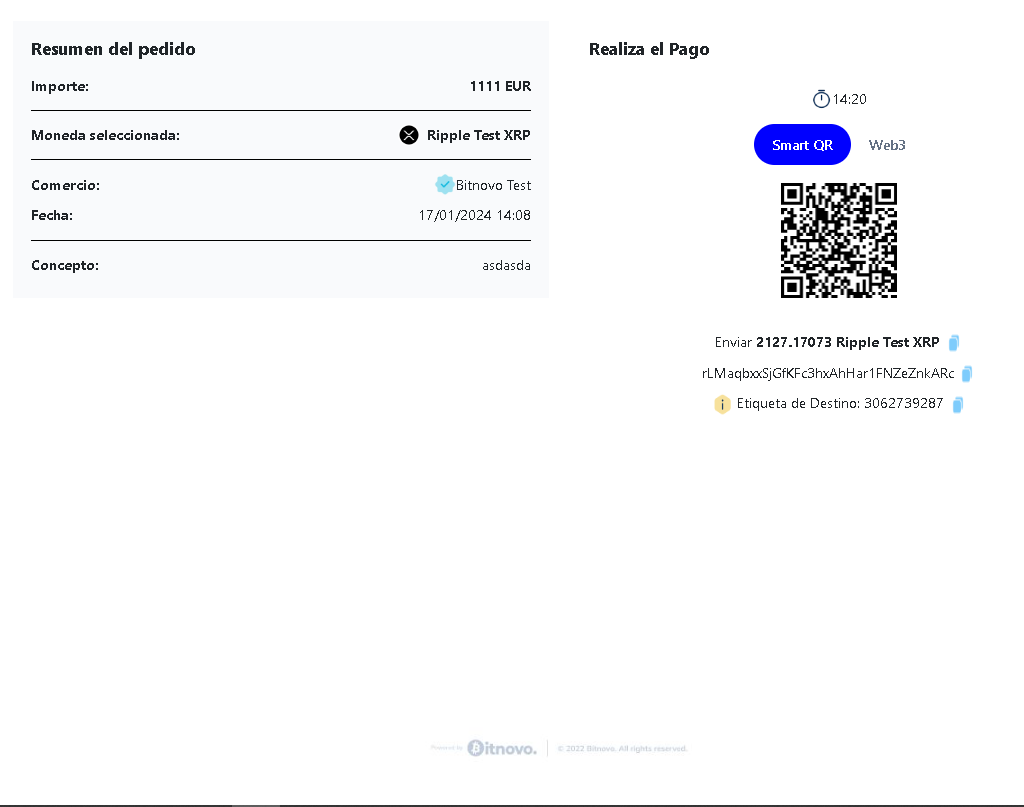 Resumen del pedido
Importe: 1111 EUR
Moneda seleccionada: Ripple Test XRP
Comercio: Bitnovo Test
Fecha: 17/01/2024 14:08
Concepto: asdasda
Realiza el Pago
14:20
Smart QR Web3
Enviar 2127.17073 Ripple Test XRP
rLMaqbxxSjGfKFc3hxAhHar1FNZeZnkARc
Etiqueta de Destino: 3062739287
Powered by Bitnovo. © 2022 Bitnovo. All rights reserved.